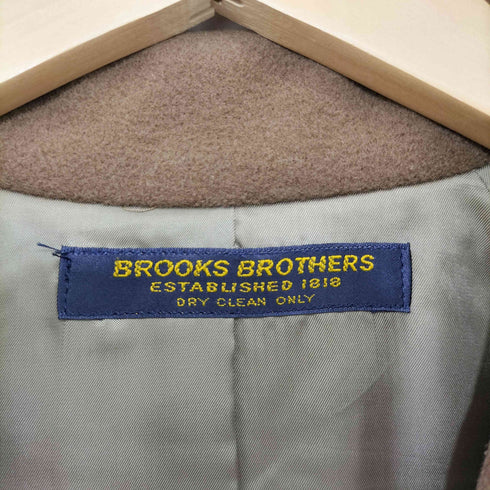 BROOKS BROTHERS
ESTABLISHED 1818
DRY CLEAN ONLY